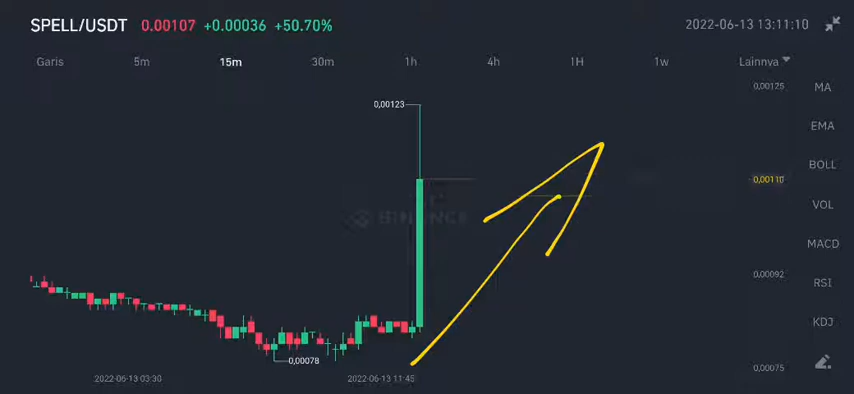 SPELL/USDT 0.00107 +0.00036 +50.70% 2022-06-13 13:11:10
Garis 5m 15m 30m 1h 4h 1H 1w Lainnya
0,00125
MA
0,00123
EMA
BOLL
0,00110
VOL
BINANCE
MACD
0,00092
RSI
KDJ
0,00078
0,00075
2022-06-13 03:30 2022-06-13 11:45